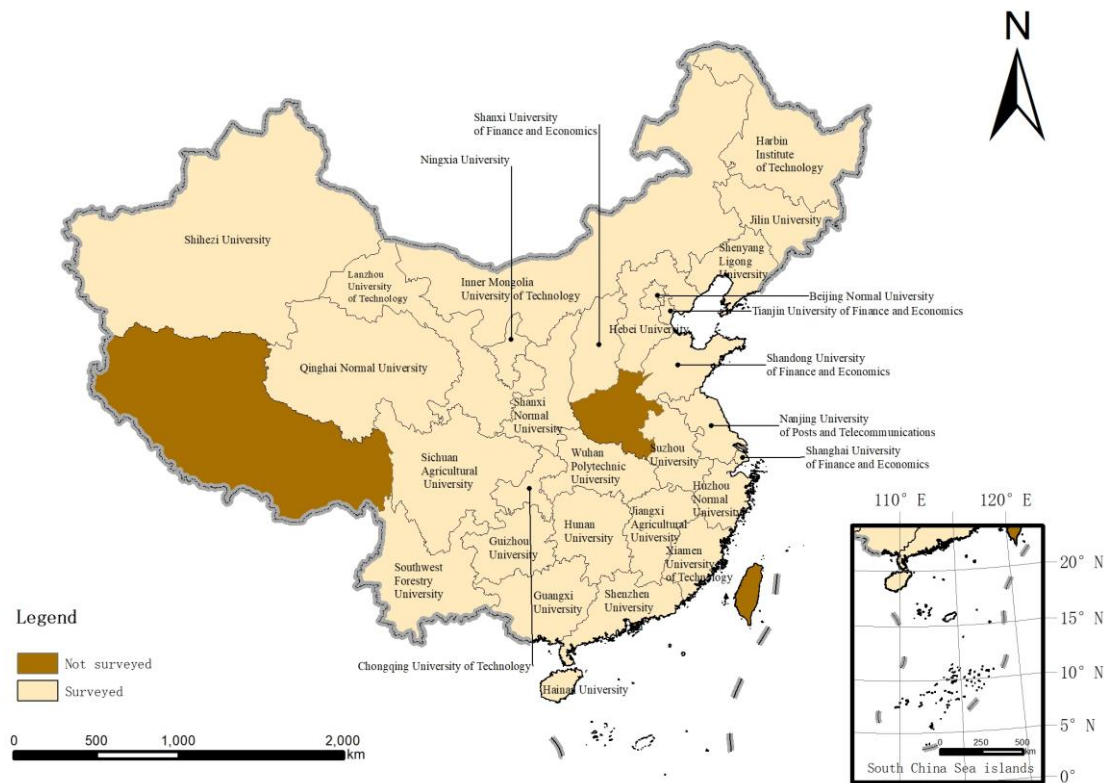 N
Shanxi University
of Finance and Economics
Ningxia University
Harbin
Institute
of Technology
Jilin University
Shihezi University
Shenyang
Ligong
University
Lanzhou
University
of Technology
Inner Mongolia
University of Technology
Beijing Normal University
Tianjin University of Finance and Economics
Hebei University
Shandong University
of Finance and Economics
Qinghai Normal University
Shanxi
Normal
University
Nanjing University
of Posts and Telecommunications
Shanghai University
of Finance and Economics
Suzhou
University
Wuhan
Polytechnic
University
Sichuan
Agricultural
University
Huzhou
Normal
University
Hunan
University
Jiangxi
Agricultural
University
Guizhou
University
Xiamen
University
of Technology
Southwest
Forestry
University
Guangxi
University
Shenzhen
University
Chongqing University of Technology
Hainan University
Legend
Not surveyed
Surveyed
0 500 1,000 2,000
km
110° E 120° E
20° N
15° N
10° N
5° N
0°
0 250 500
km
South China Sea islands